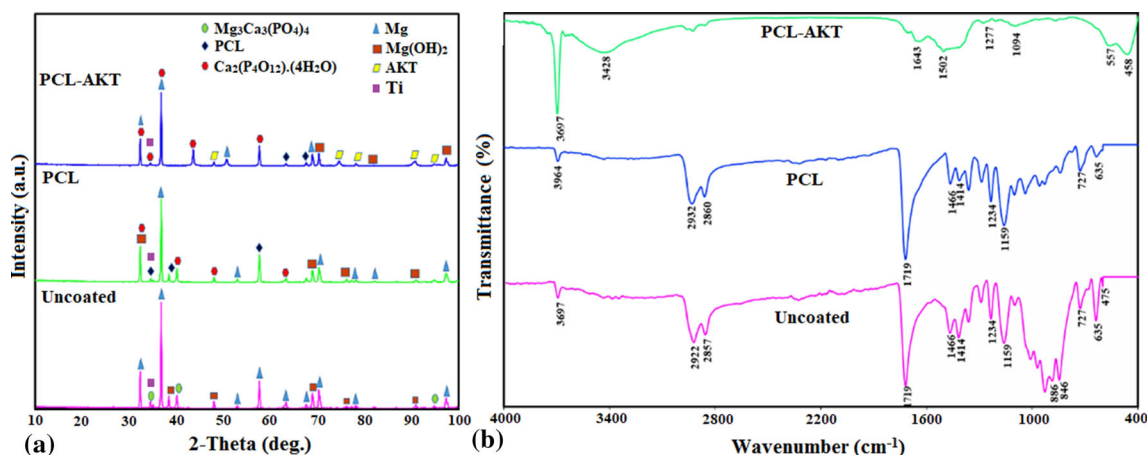 Mg3Ca3(PO4)4
PCL
Ca2(P4O12).(4H2O)
Mg
Mg(OH)2
AKT
Ti
PCL-AKT
PCL
Uncoated
Intensity (a.u.)
10 20 30 40 50 60 70 80 90 100
2-Theta (deg.)
(a)
PCL-AKT
3697
3428
1643
1502
1277
1094
557
458
PCL
3964
2932
2860
1719
1466
1414
1234
1159
727
635
Uncoated
3697
2922
2857
1719
1466
1414
1234
1159
886
846
727
635
475
Transmittance (%)
4000 3400 2800 2200 1600 1000 400
Wavenumber (cm-1)
(b)